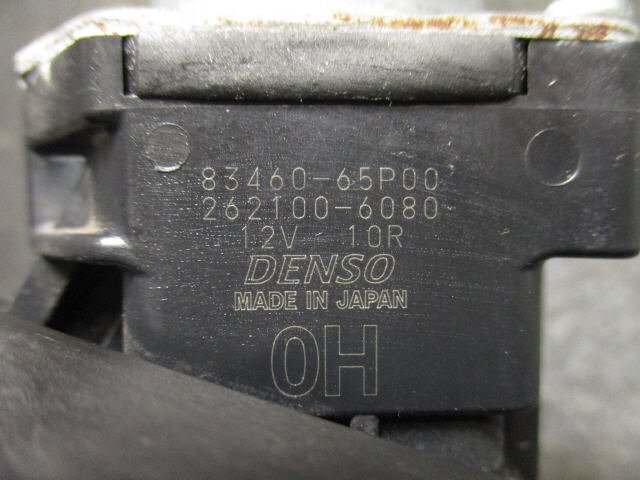 83460-65P00
262100-6080
12V 10R
DENSO
MADE IN JAPAN
0H